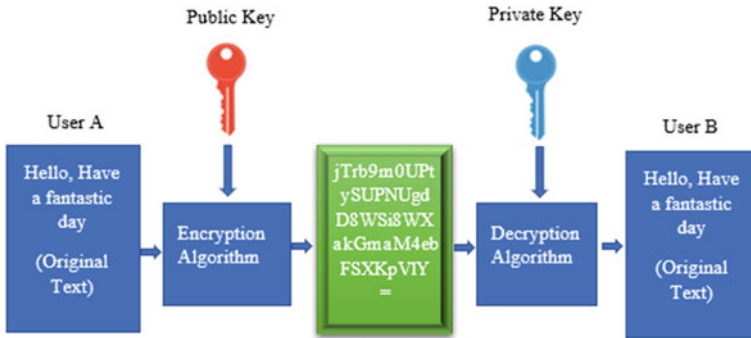 Public Key
Private Key
User A
User B
Hello, Have
a fantastic
day
(Original
Text)
Encryption
Algorithm
jTrb9m0UPt
ySUPNUgd
D8WSi8WX
akGmaM4eb
FSXKpVlY
=
Decryption
Algorithm
Hello, Have
a fantastic
day
(Original
Text)